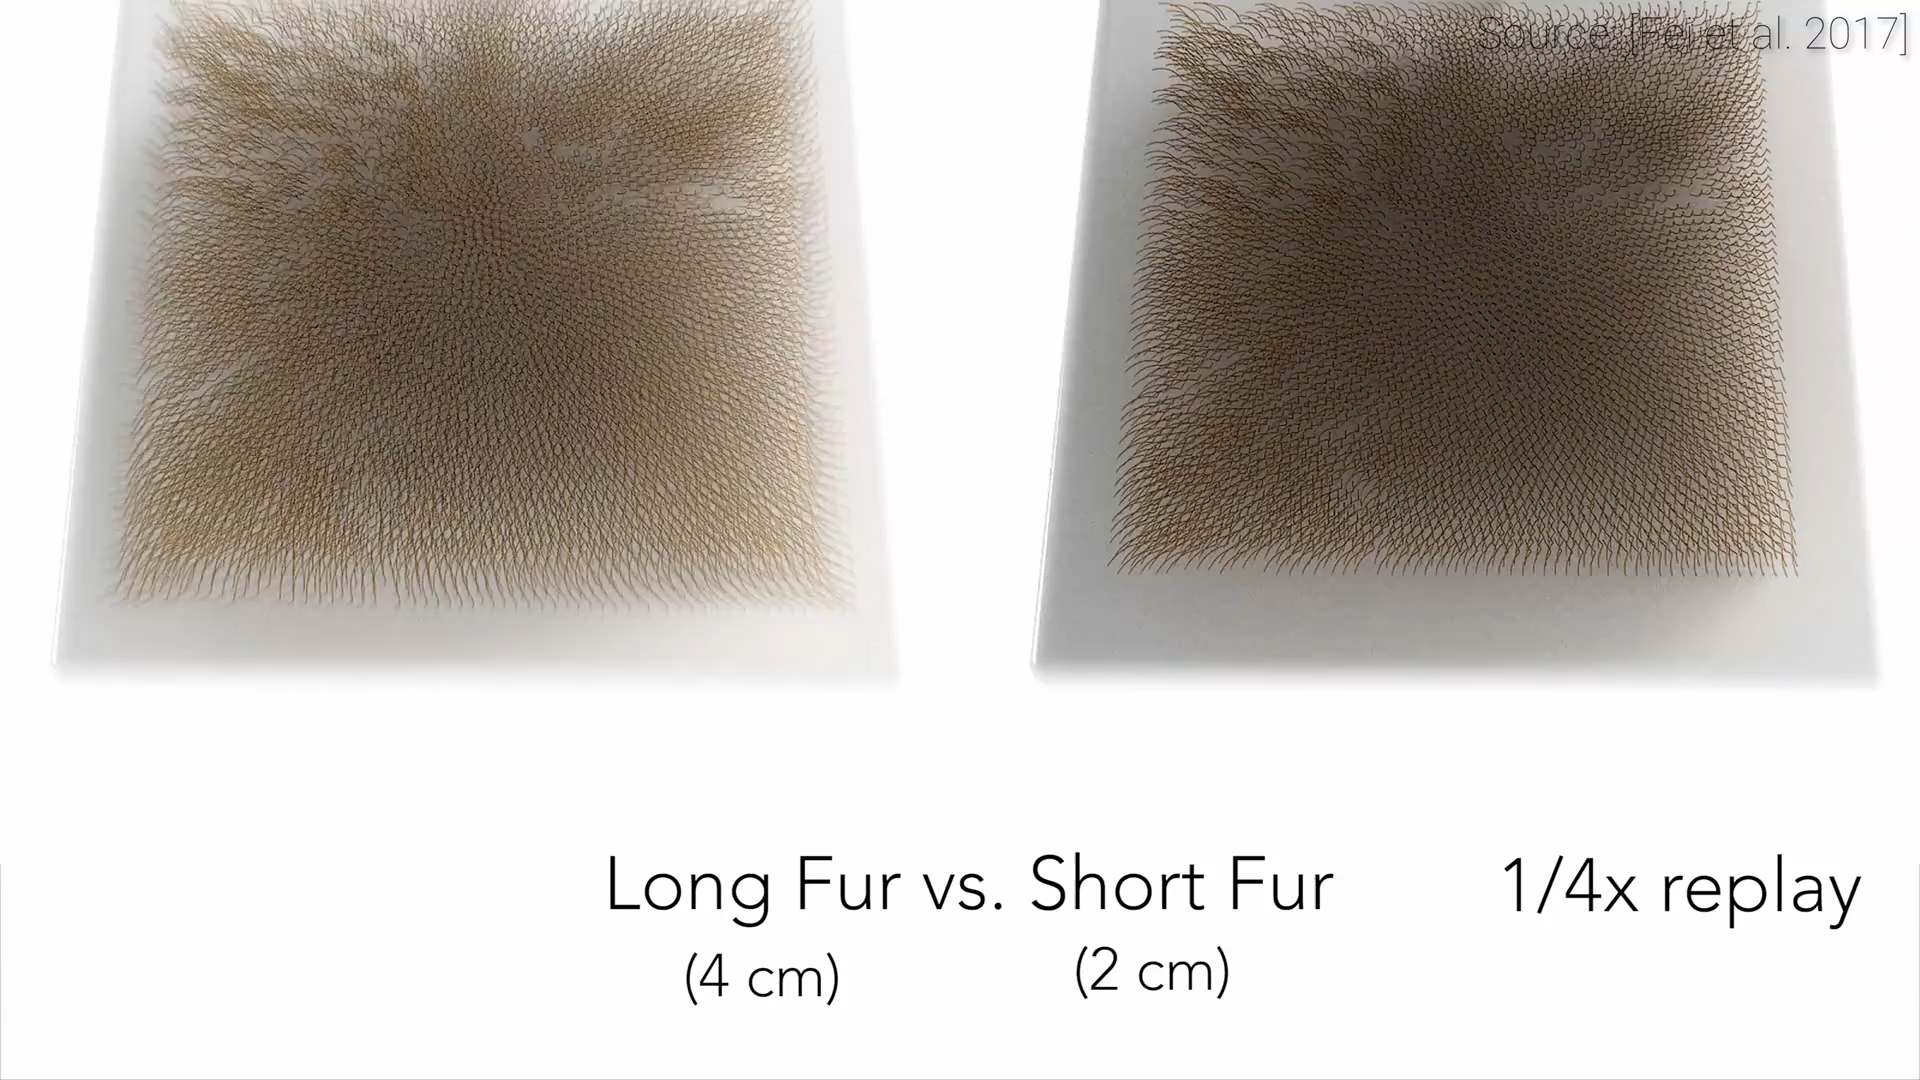 Source: [Fei et al. 2017]
Long Fur vs. Short Fur
1/4x replay
(4 cm)
(2 cm)